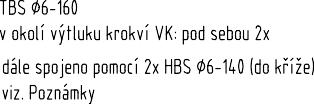 TBS Ø6-160
v okolí výtluku krokví VK: pod sebou 2x
dále spojeno pomocí 2x HBS Ø6-140 (do kříže)
viz. Poznámky